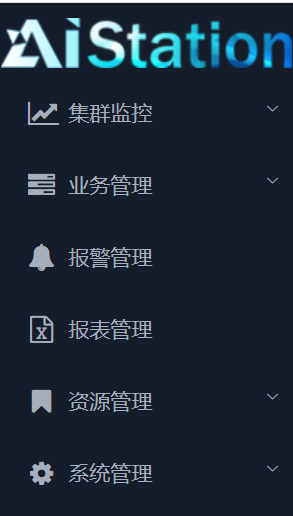 AiStation
集群监控
业务管理
报警管理
报表管理
资源管理
系统管理